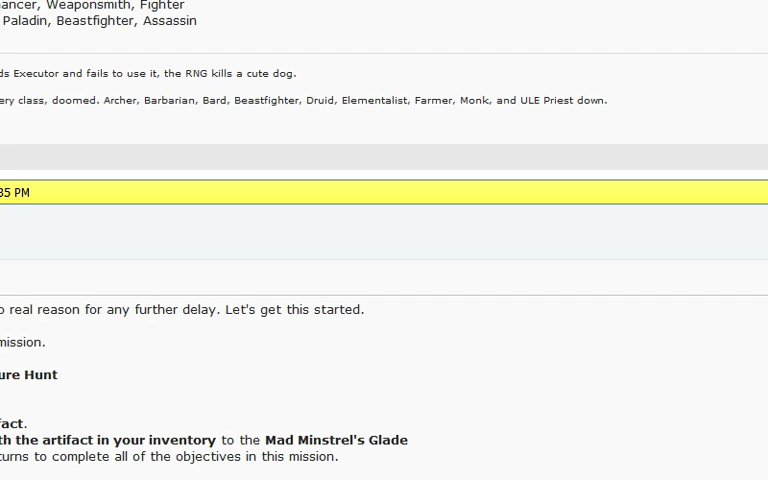 ancer, Weaponsmith, Fighter
Paladin, Beastfighter, Assassin
ds Executor and fails to use it, the RNG kills a cute dog.
ery class, doomed. Archer, Barbarian, Bard, Beastfighter, Druid, Elementalist, Farmer, Monk, and ULE Priest down.
35 PM
o real reason for any further delay. Let's get this started.
mission.
ure Hunt
fact.
th the artifact in your inventory to the Mad Minstrel's Glade
turns to complete all of the objectives in this mission.